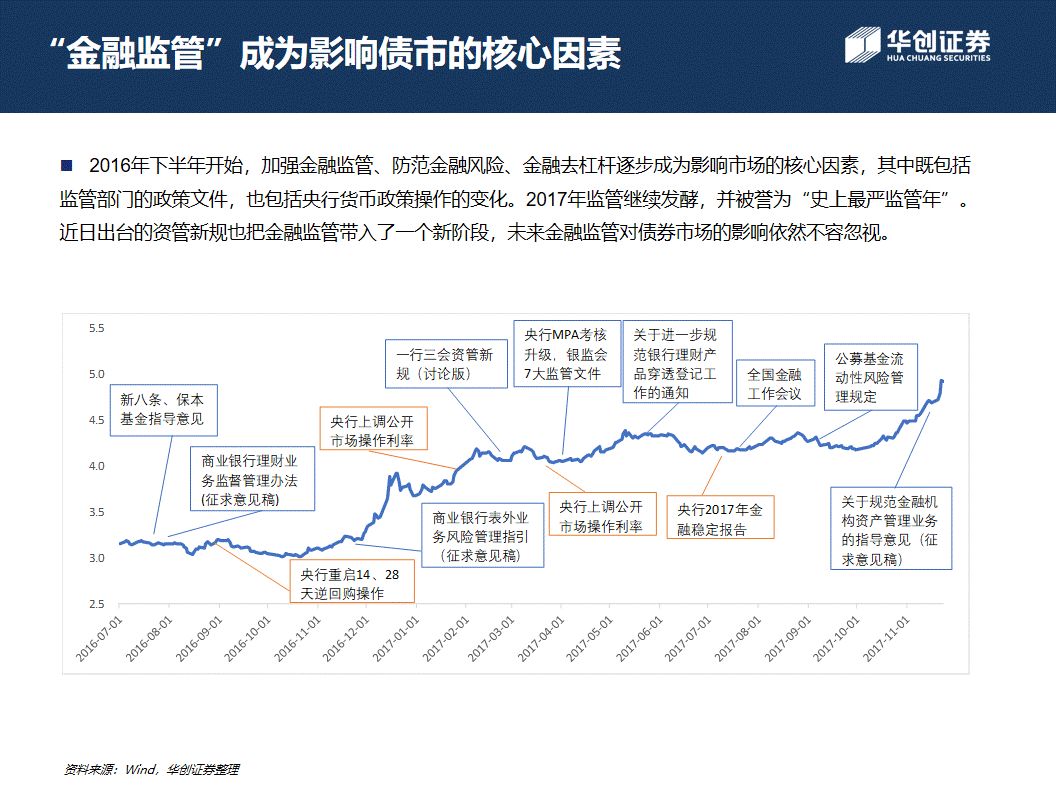 “金融监管”成为影响债市的核心因素
华创证券
HUA CHUANG SECURITIES
2016年下半年开始，加强金融监管、防范金融风险、金融去杠杆逐步成为影响市场的核心因素，其中既包括
监管部门的政策文件，也包括央行货币政策操作的变化。2017年监管继续发酵，并被誉为“史上最严监管年”。
近日出台的资管新规也把金融监管带入了一个新阶段，未来金融监管对债券市场的影响依然不容忽视。
5.5
5.0
4.5
4.0
3.5
3.0
2.5
新八条、保本
基金指导意见
商业银行理财业
务监督管理办法
(征求意见稿)
央行上调公开
市场操作利率
一行三会资管新
规（讨论版）
央行MPA考核
升级，银监会
7大监管文件
关于进一步规
范银行理财产
品穿透登记工
作的通知
全国金融
工作会议
公募基金流
动性风险管
理规定
央行重启14、28
天逆回购操作
商业银行表外业
务风险管理指引
（征求意见稿）
央行上调公开
市场操作利率
央行2017年金
融稳定报告
关于规范金融机
构资产管理业务
的指导意见（征
求意见稿）
2016-07-01
2016-08-01
2016-09-01
2016-10-01
2016-11-01
2016-12-01
2017-01-01
2017-02-01
2017-03-01
2017-04-01
2017-05-01
2017-06-01
2017-07-01
2017-08-01
2017-09-01
2017-10-01
2017-11-01
资料来源：Wind，华创证券整理